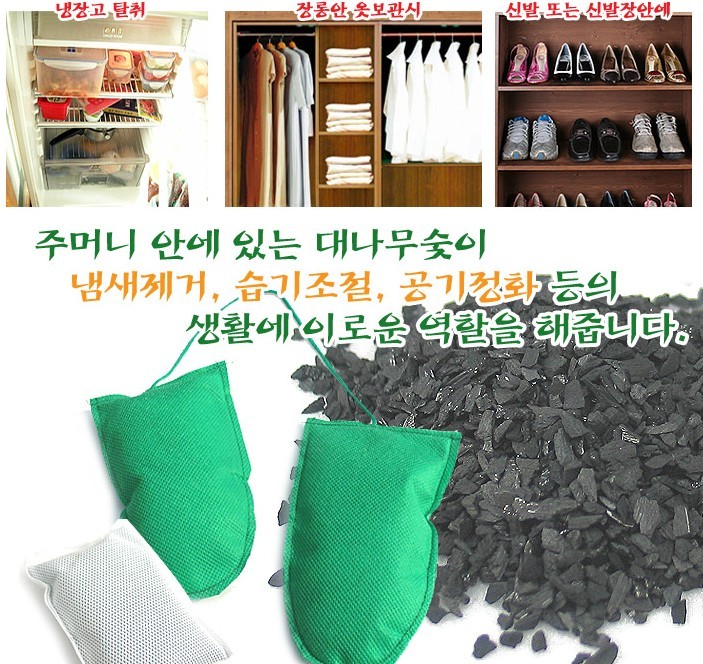 냉장고 탈취
장롱안 옷보관시
신발 또는 신발장안에
주머니 안에 있는 대나무숯이
냄새제거, 습기조절, 공기정화 등의
생활에 이로운 역할을 해줍니다.